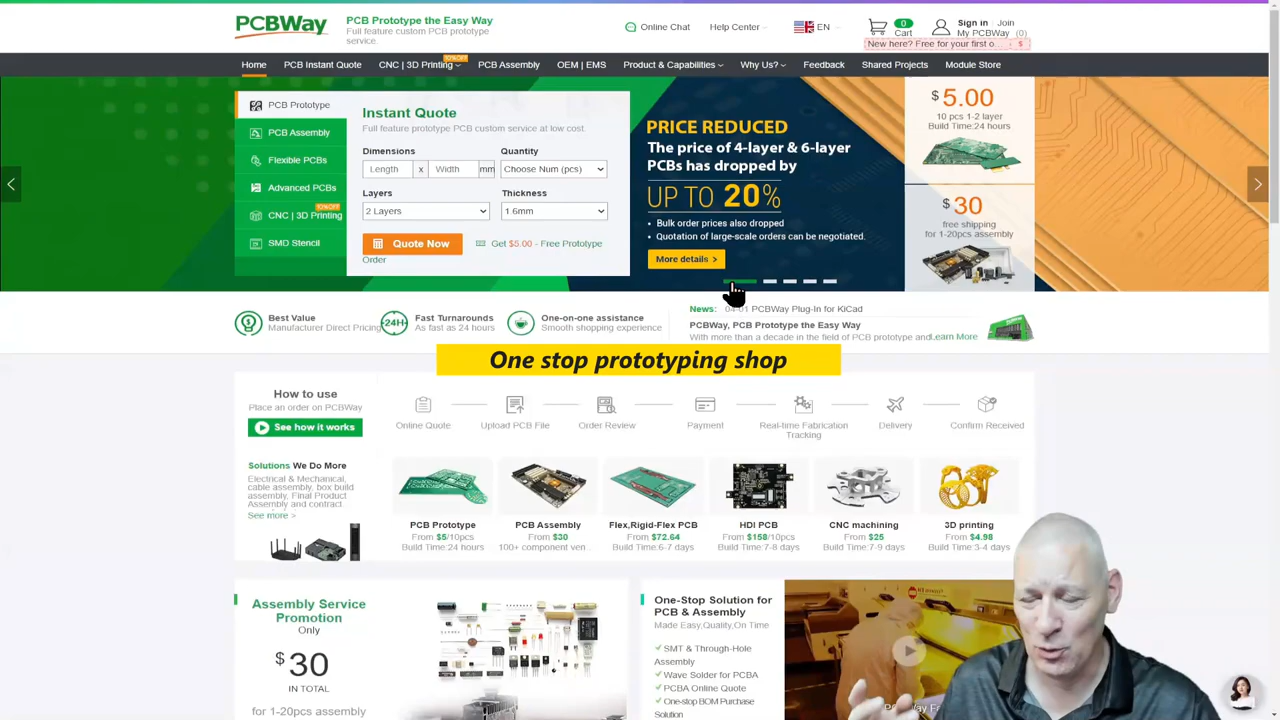 PCBWay
PCB Prototype the Easy Way
Full feature custom PCB prototype
service.
Online Chat
Help Center
EN
0
Cart
Sign in Join
My PCBWay (0)
New here? Free for your first o...
$
Home
PCB Instant Quote
CNC | 3D Printing
10%OFF
PCB Assembly
OEM | EMS
Product & Capabilities
Why Us?
Feedback
Shared Projects
Module Store
PCB Prototype
PCB Assembly
Flexible PCBs
Advanced PCBs
10%OFF
CNC | 3D Printing
SMD Stencil
Instant Quote
Full feature prototype PCB custom service at low cost.
Dimensions
Quantity
Length x Width mm
Choose Num (pcs)
Layers
Thickness
2 Layers
1.6mm
Quote Now
Get $5.00 - Free Prototype
Order
PRICE REDUCED
The price of 4-layer & 6-layer
PCBs has dropped by
UP TO 20%
• Bulk order prices also dropped
• Quotation of large-scale orders can be negotiated.
More details >
$5.00
10 pcs 1-2 layer
Build Time:24 hours
$30
free shipping
for 1-20pcs assembly
Best Value
Manufacturer Direct Pricing
24H+
Fast Turnarounds
As fast as 24 hours
One-on-one assistance
Smooth shopping experience
News: 04-01 PCBWay Plug-In for KiCad
PCBWay, PCB Prototype the Easy Way
With more than a decade in the field of PCB prototype and
Learn More
One stop prototyping shop
How to use
Place an order on PCBWay
See how it works
Online Quote
Upload PCB File
Order Review
Payment
Real-time Fabrication
Tracking
Delivery
Confirm Received
Solutions We Do More
Electrical & Mechanical,
cable assembly, box build
assembly, Final Product
Assembly and contract
See more >
PCB Prototype
From $5/10pcs
Build Time:24 hours
PCB Assembly
From $30
100+ component ven...
Flex,Rigid-Flex PCB
From $72.64
Build Time:6-7 days
HDI PCB
From $158/10pcs
Build Time:7-8 days
CNC machining
From $25
Build Time:7-9 days
3D printing
From $4.98
Build Time:3-4 days
Assembly Service
Promotion
Only
$30
IN TOTAL
for 1-20pcs assembly
One-Stop Solution for
PCB & Assembly
Made Easy,Quality,On Time
SMT & Through-Hole
Assembly
Wave Solder for PCBA
PCBA Online Quote
One-stop BOM Purchase
Solution